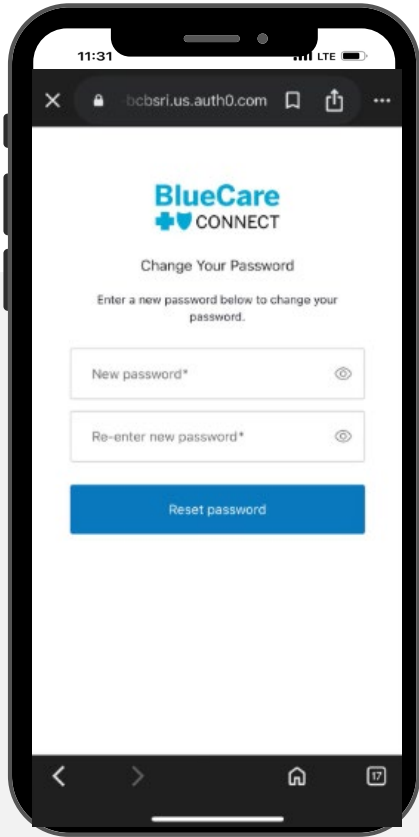 11:31
LTE
bcbsri.us.auth0.com
BlueCare
CONNECT
Change Your Password
Enter a new password below to change your
password.
New password*
Re-enter new password*
Reset password
17